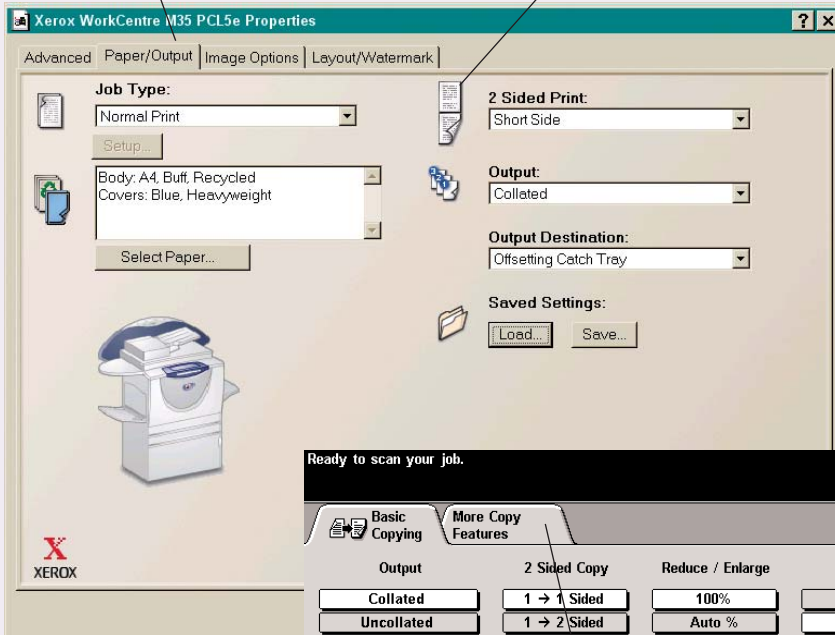 Xerox WorkCentre M35 PCL5e Properties
Advanced Paper/Output Image Options Layout/Watermark
Job Type:
Normal Print
Setup...
Body: A4, Buff, Recycled
Covers: Blue, Heavyweight
Select Paper...
2 Sided Print:
Short Side
Output:
Collated
Output Destination:
Offsetting Catch Tray
Saved Settings:
Load... Save...
X
XEROX
Ready to scan your job.
Basic
Copying
More Copy
Features
Output 2 Sided Copy Reduce / Enlarge
Collated 1 → 1 Sided 100%
Uncollated 1 → 2 Sided Auto %